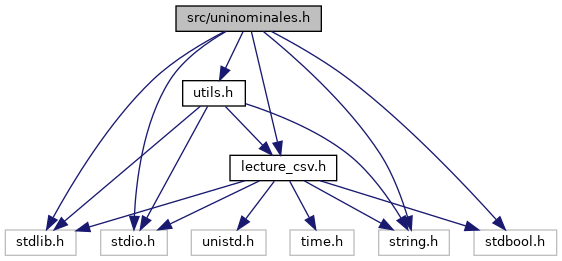 src/uninominales.h
utils.h
lecture_csv.h
stdlib.h
stdio.h
unistd.h
time.h
string.h
stdbool.h